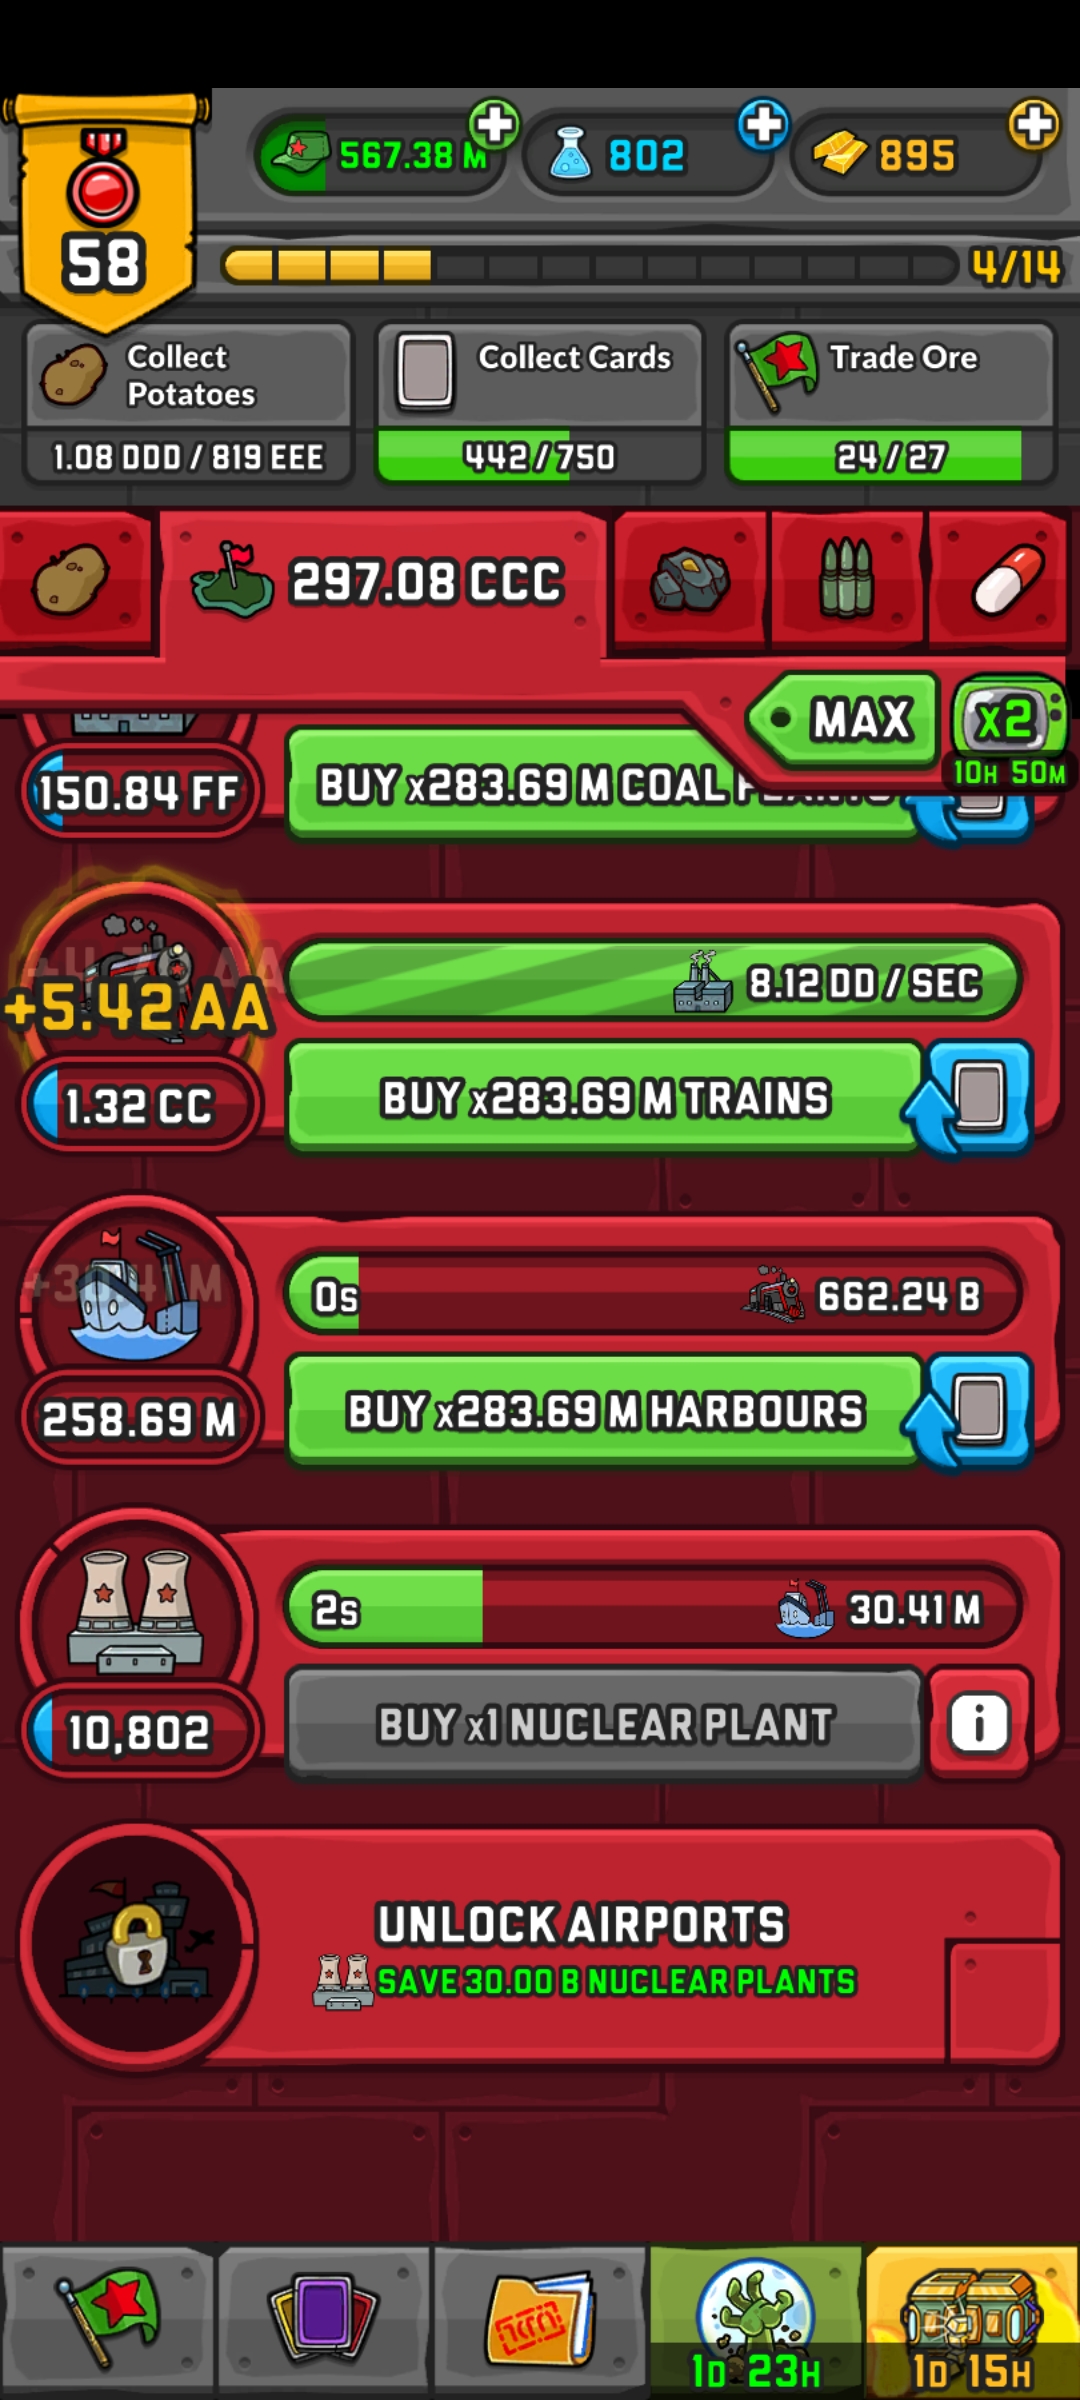 567.38 M
802
895
58
4/14
Collect Potatoes
1.08 DDD / 819 EEE
Collect Cards
442/750
Trade Ore
24/27
297.08 CCC
MAX
x2
10H 50M
150.84 FF
BUY x283.69 M COAL
+5.42 AA
8.12 DD / SEC
1.32 CC
BUY x283.69 M TRAINS
+30.41 M
0s
662.24 B
258.69 M
BUY x283.69 M HARBOURS
2s
30.41 M
10,802
BUY x1 NUCLEAR PLANT
i
UNLOCK AIRPORTS
SAVE 30.00 B NUCLEAR PLANTS
1D 23H
1D 15H